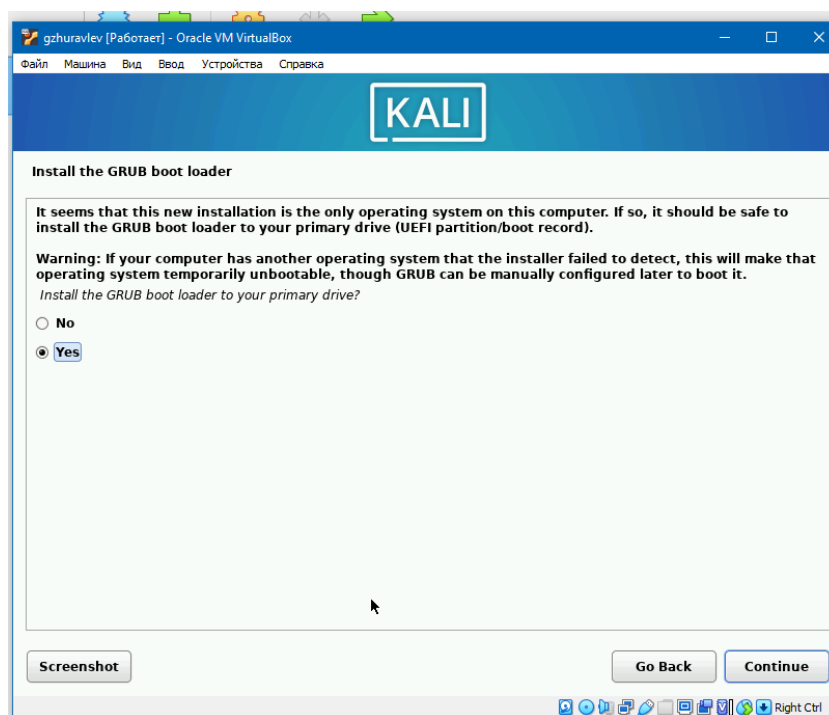 gzhuravlev [Работает] - Oracle VM VirtualBox
Файл Машина Вид Ввод Устройства Справка
KALI
Install the GRUB boot loader
It seems that this new installation is the only operating system on this computer. If so, it should be safe to
install the GRUB boot loader to your primary drive (UEFI partition/boot record).
Warning: If your computer has another operating system that the installer failed to detect, this will make that
operating system temporarily unbootable, though GRUB can be manually configured later to boot it.
Install the GRUB boot loader to your primary drive?
No
Yes
Screenshot Go Back Continue
Right Ctrl